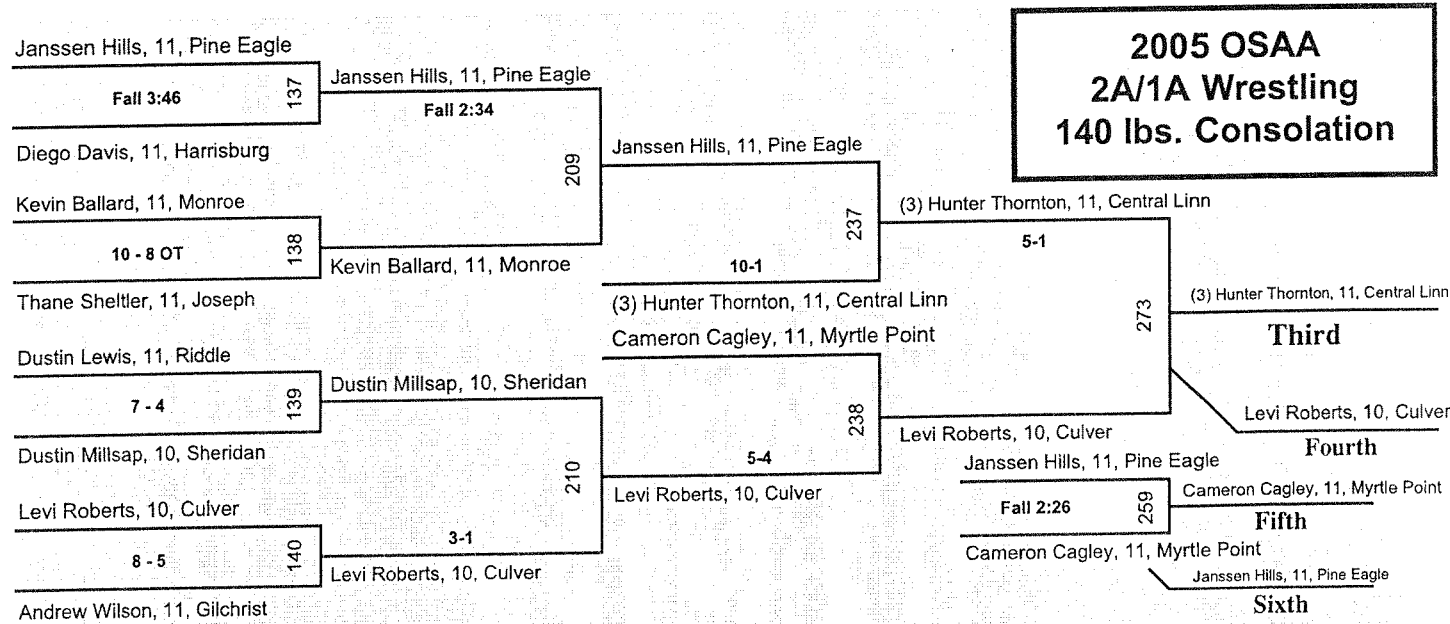 2005 OSAA
2A/1A Wrestling
140 lbs. Consolation
Janssen Hills, 11, Pine Eagle
Fall 3:46
137
Diego Davis, 11, Harrisburg
Kevin Ballard, 11, Monroe
10 - 8 OT
138
Thane Sheltler, 11, Joseph
Dustin Lewis, 11, Riddle
7 - 4
139
Dustin Millsap, 10, Sheridan
Levi Roberts, 10, Culver
8 - 5
140
Andrew Wilson, 11, Gilchrist
Janssen Hills, 11, Pine Eagle
Fall 2:34
209
Kevin Ballard, 11, Monroe
Dustin Millsap, 10, Sheridan
210
3-1
Levi Roberts, 10, Culver
Janssen Hills, 11, Pine Eagle
237
10-1
(3) Hunter Thornton, 11, Central Linn
Cameron Cagley, 11, Myrtle Point
238
5-4
Levi Roberts, 10, Culver
(3) Hunter Thornton, 11, Central Linn
5-1
273
Levi Roberts, 10, Culver
(3) Hunter Thornton, 11, Central Linn
Third
Levi Roberts, 10, Culver
Fourth
Janssen Hills, 11, Pine Eagle
Fall 2:26
259
Cameron Cagley, 11, Myrtle Point
Cameron Cagley, 11, Myrtle Point
Fifth
Janssen Hills, 11, Pine Eagle
Sixth